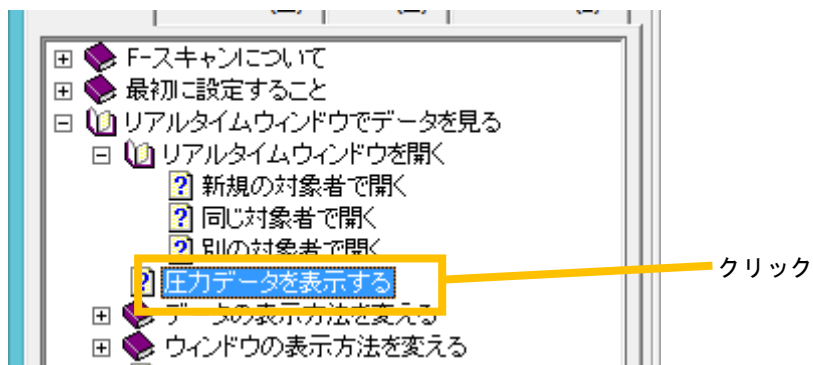 F-スキャンについて
最初に設定すること
リアルタイムウィンドウでデータを見る
リアルタイムウィンドウを開く
新規の対象者で開く
同じ対象者で開く
別の対象者で開く
圧力データを表示する
クリック
データの表示方法を変える
ウィンドウの表示方法を変える